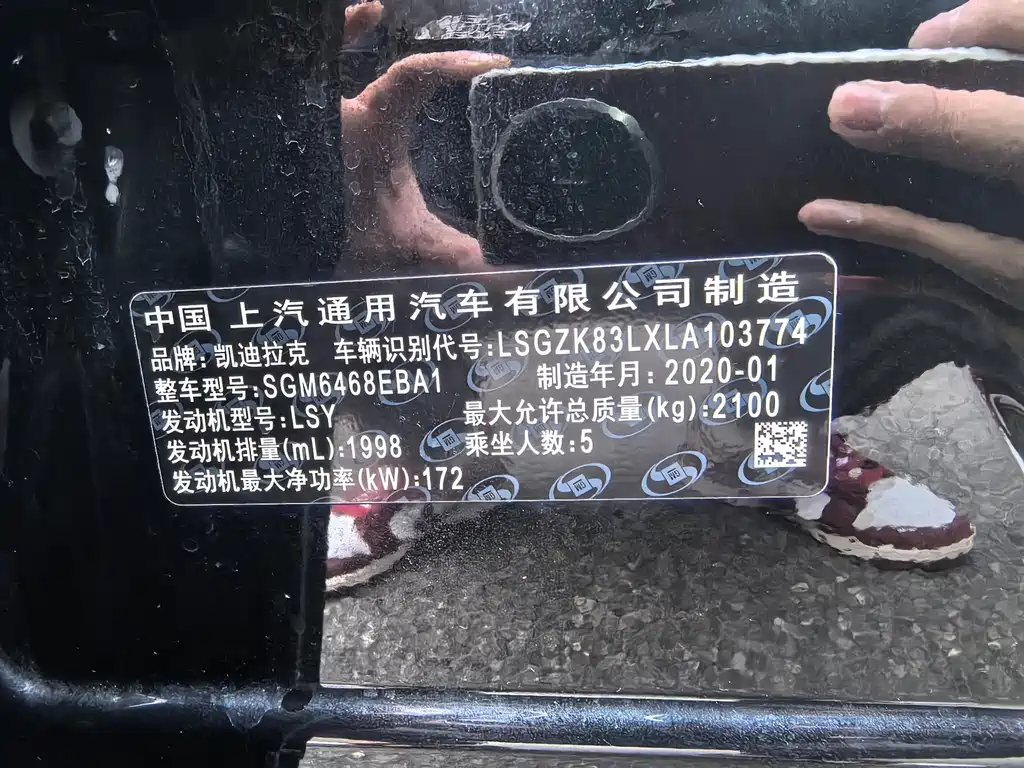 中国 上汽通用汽车有限公司制造
品牌:凯迪拉克 车辆识别代号:LSGZK83LXLA103774
整车型号:SGM6468EBA1 制造年月:2020-01
发动机型号:LSY 最大允许总质量(kg):2100
发动机排量(mL):1998 乘坐人数:5
发动机最大净功率(kW):172